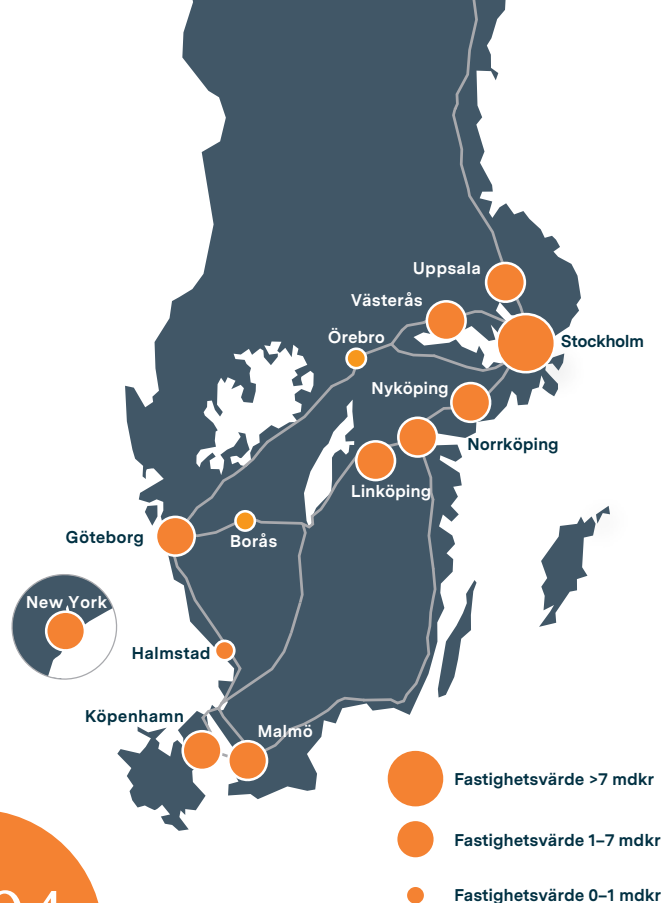 Uppsala
Västerås
Örebro
Stockholm
Nyköping
Norrköping
Linköping
Göteborg
Borås
New York
Halmstad
Köpenhamn
Malmö
Fastighetsvärde >7 mdkr
Fastighetsvärde 1–7 mdkr
Fastighetsvärde 0–1 mdkr